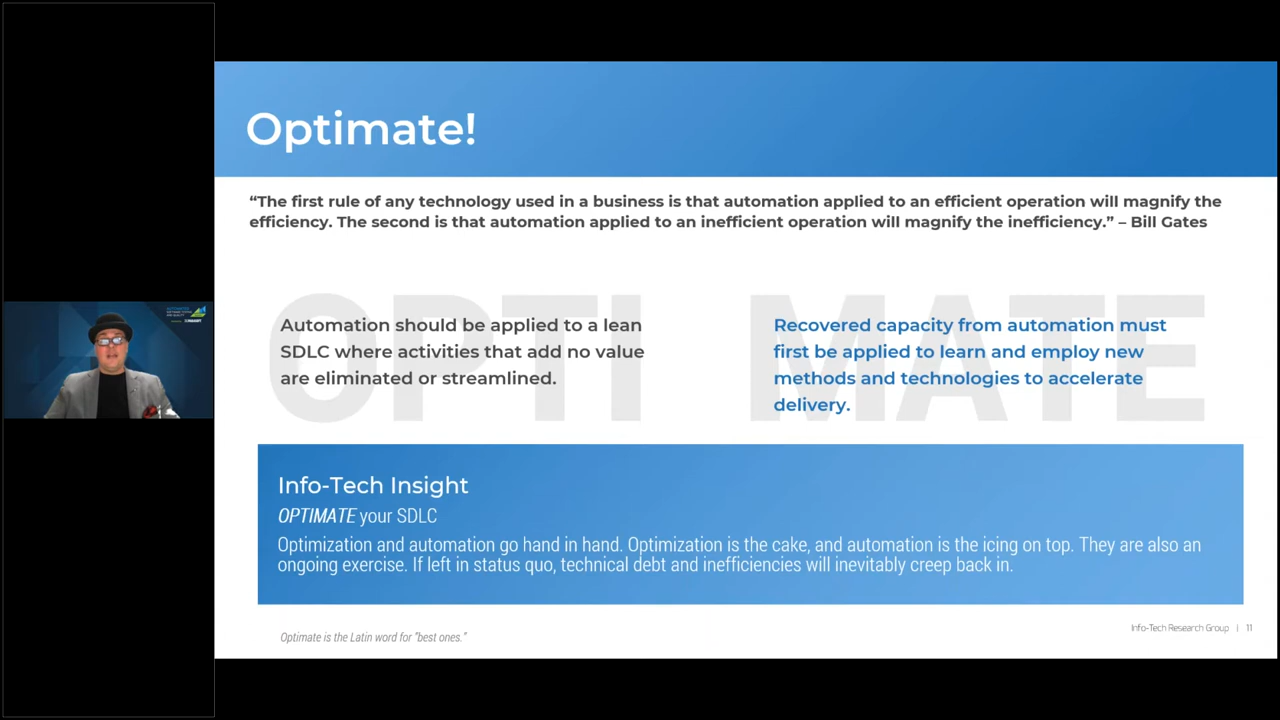 Optimate!
“The first rule of any technology used in a business is that automation applied to an efficient operation will magnify the
efficiency. The second is that automation applied to an inefficient operation will magnify the inefficiency.” – Bill Gates
OPTI MATE
Automation should be applied to a lean
SDLC where activities that add no value
are eliminated or streamlined.
Recovered capacity from automation must
first be applied to learn and employ new
methods and technologies to accelerate
delivery.
Info-Tech Insight
OPTIMATE your SDLC
Optimization and automation go hand in hand. Optimization is the cake, and automation is the icing on top. They are also an
ongoing exercise. If left in status quo, technical debt and inefficiencies will inevitably creep back in.
Optimate is the Latin word for “best ones.”
Info-Tech Research Group | 11